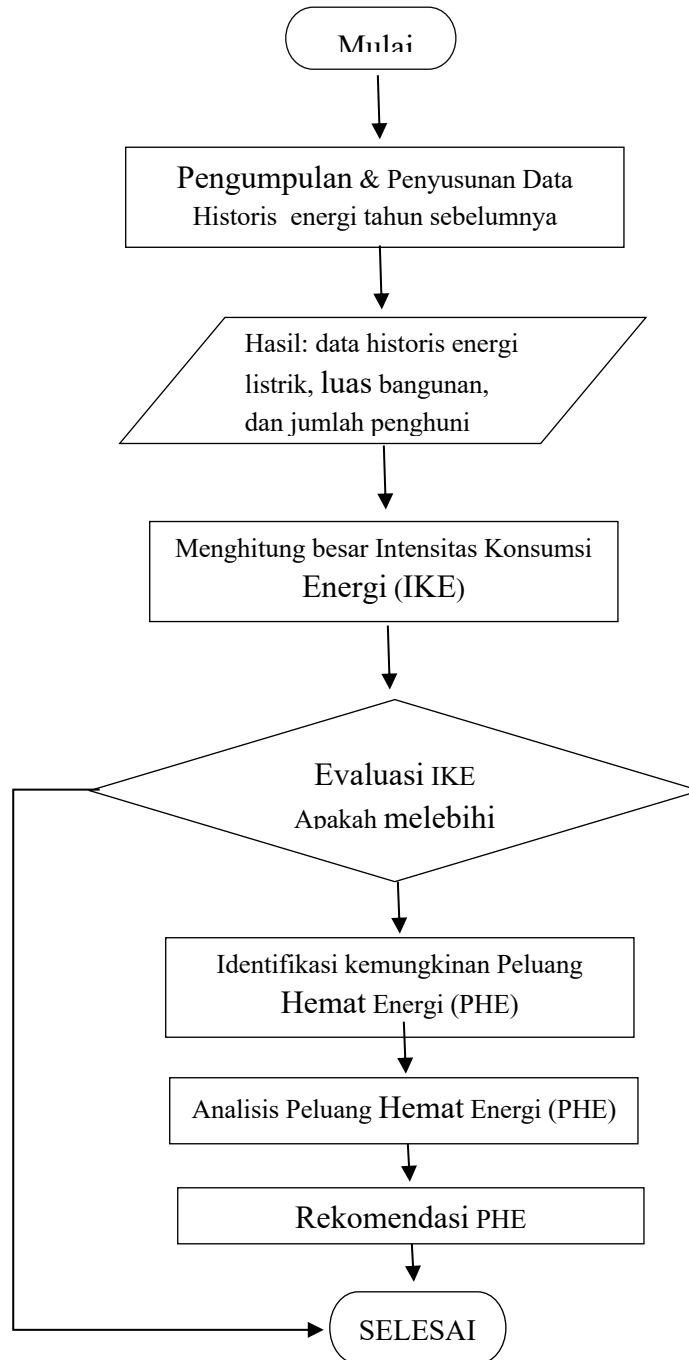 Mulai
Pengumpulan & Penyusunan Data
Historis energi tahun sebelumnya
Hasil: data historis energi
listrik, luas bangunan,
dan jumlah penghuni
Menghitung besar Intensitas Konsumsi
Energi (IKE)
Evaluasi IKE
Apakah melebihi
Identifikasi kemungkinan Peluang
Hemat Energi (PHE)
Analisis Peluang Hemat Energi (PHE)
Rekomendasi PHE
SELESAI